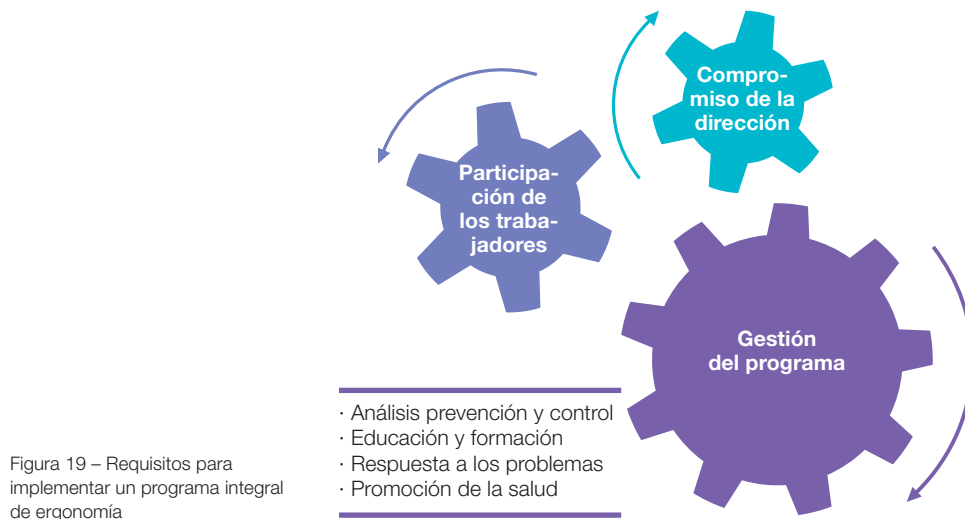 Compro-
miso de la
dirección
Participa-
ción de
los traba-
jadores
Gestión
del programa
· Análisis prevención y control
· Educación y formación
· Respuesta a los problemas
· Promoción de la salud
Figura 19 – Requisitos para
implementar un programa integral
de ergonomía